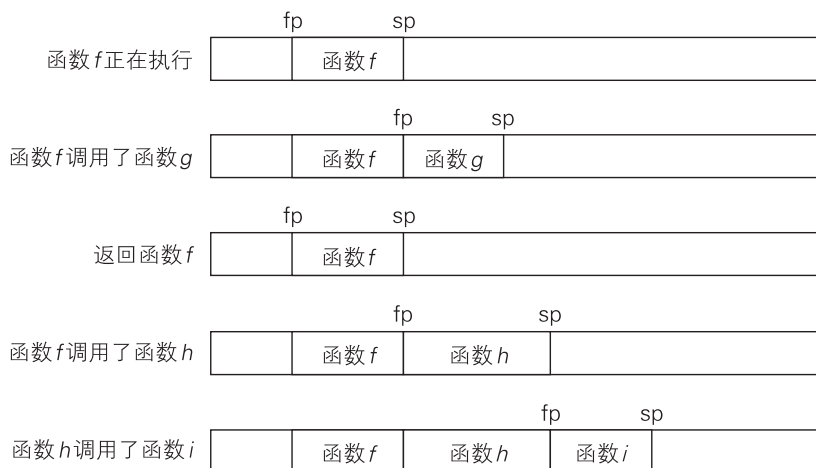 fp sp
函数f正在执行 函数f
fp sp
函数f调用了函数g 函数f 函数g
fp sp
返回函数f 函数f
fp sp
函数f调用了函数h 函数f 函数h
fp sp
函数h调用了函数i 函数f 函数h 函数i